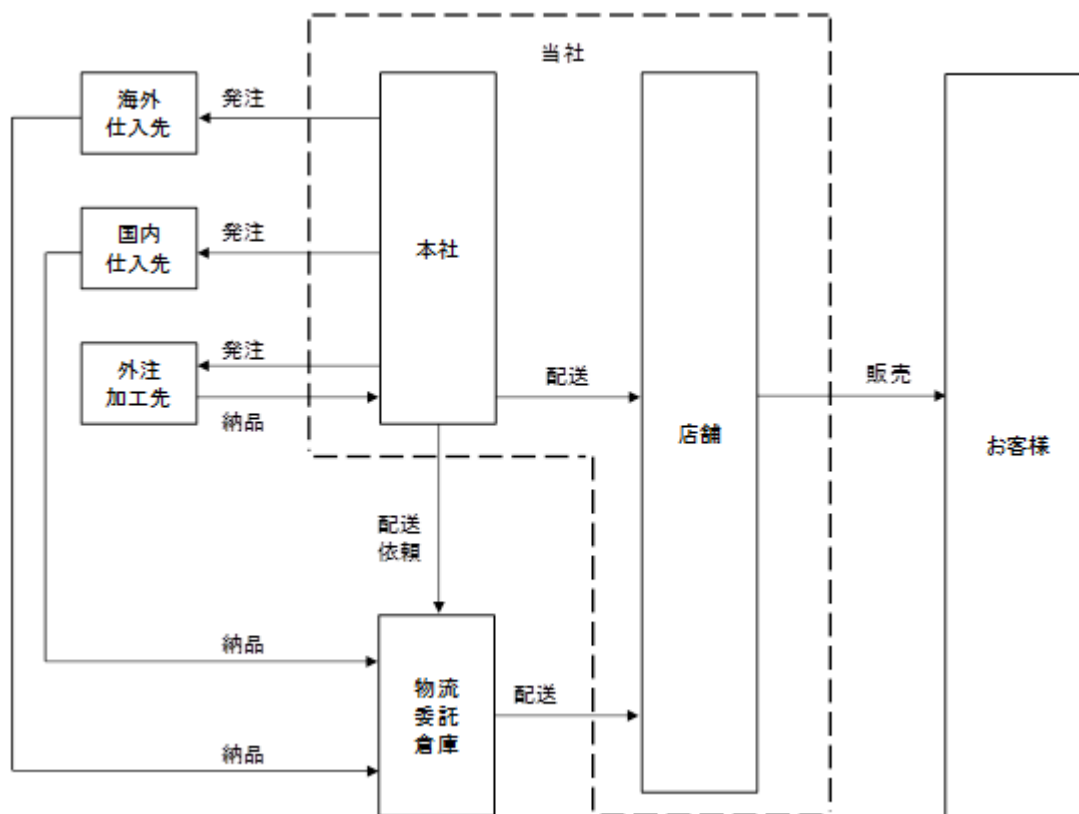 当社
海外
仕入先
発注
国内
仕入先
発注
本社
外注
加工先
発注
納品
配送
店舗
販売
お客様
配送
依頼
納品
物流
委託
倉庫
配送
納品